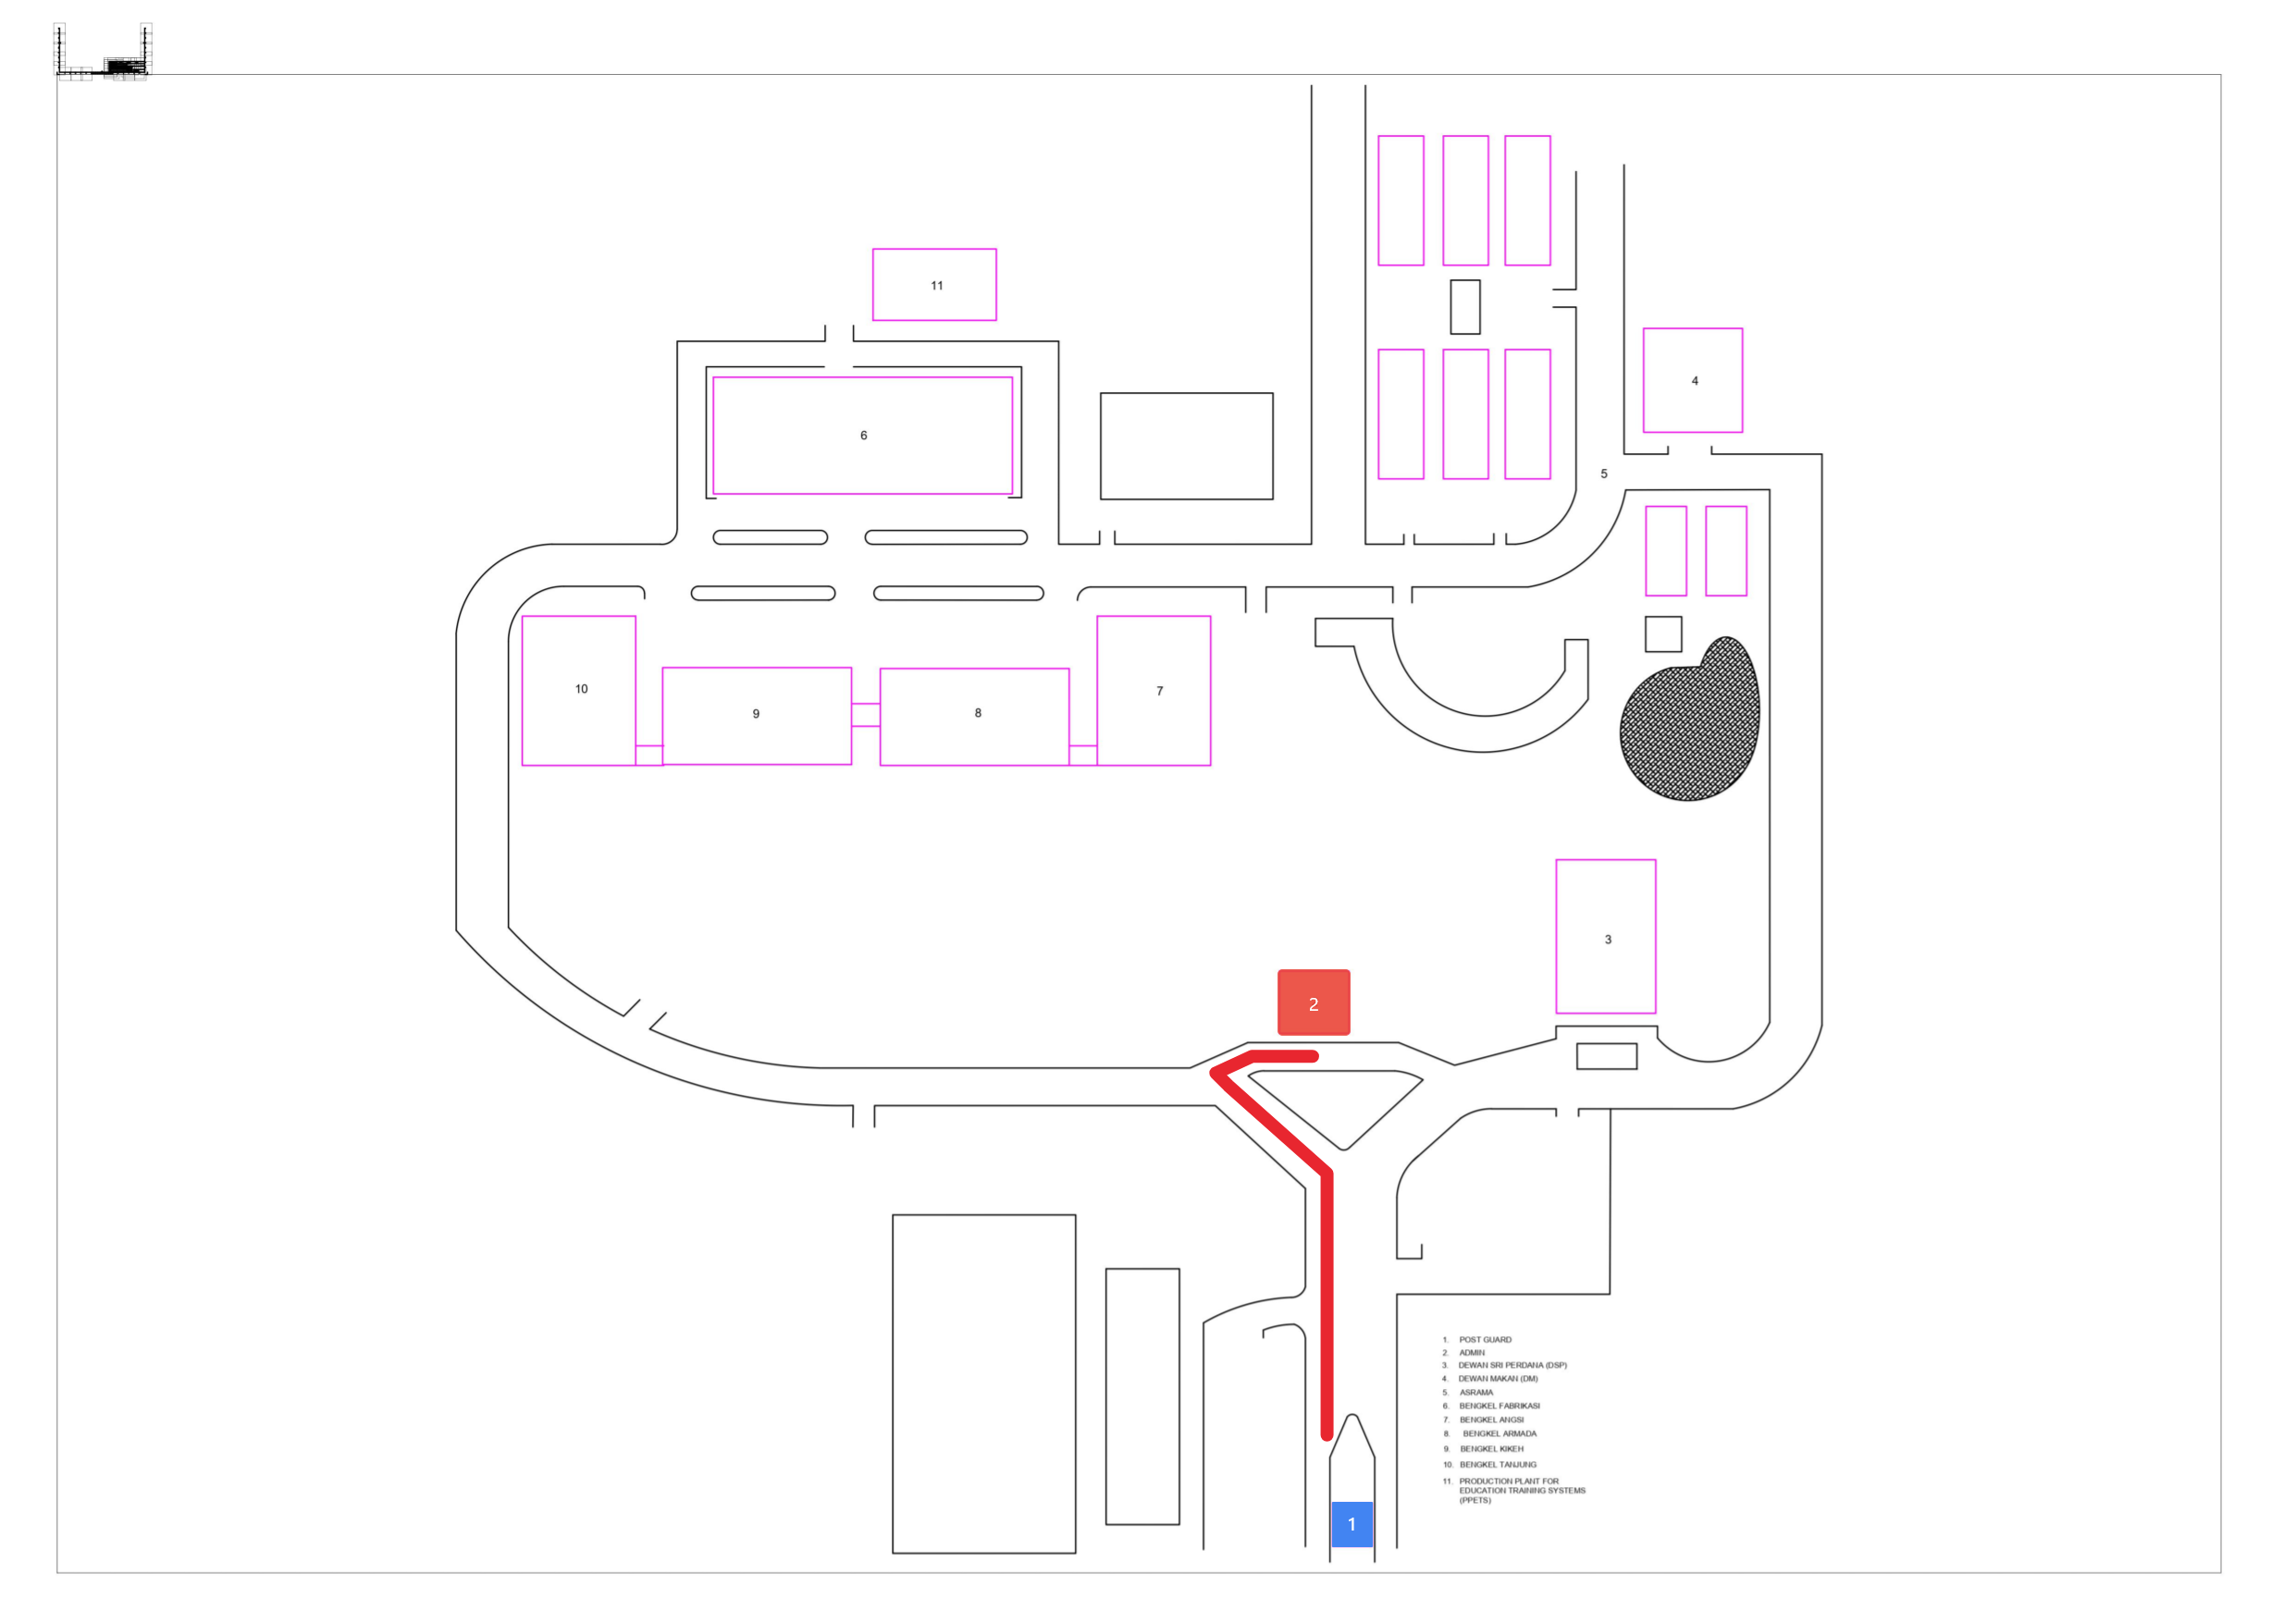 11
4
6
5
10
7
9
8
3
2
1. POST GUARD
2. ADMIN
3. DEWAN SRI PERDANA (DSP)
4. DEWAN MAKAN (DM)
5. ASRAMA
6. BENGKEL FABRIKASI
7. BENGKEL ANGSI
8. BENGKEL ARMADA
9. BENGKEL KIKEH
10. BENGKEL TANJUNG
11. PRODUCTION PLANT FOR
EDUCATION TRAINING SYSTEMS
(PPETS)
1